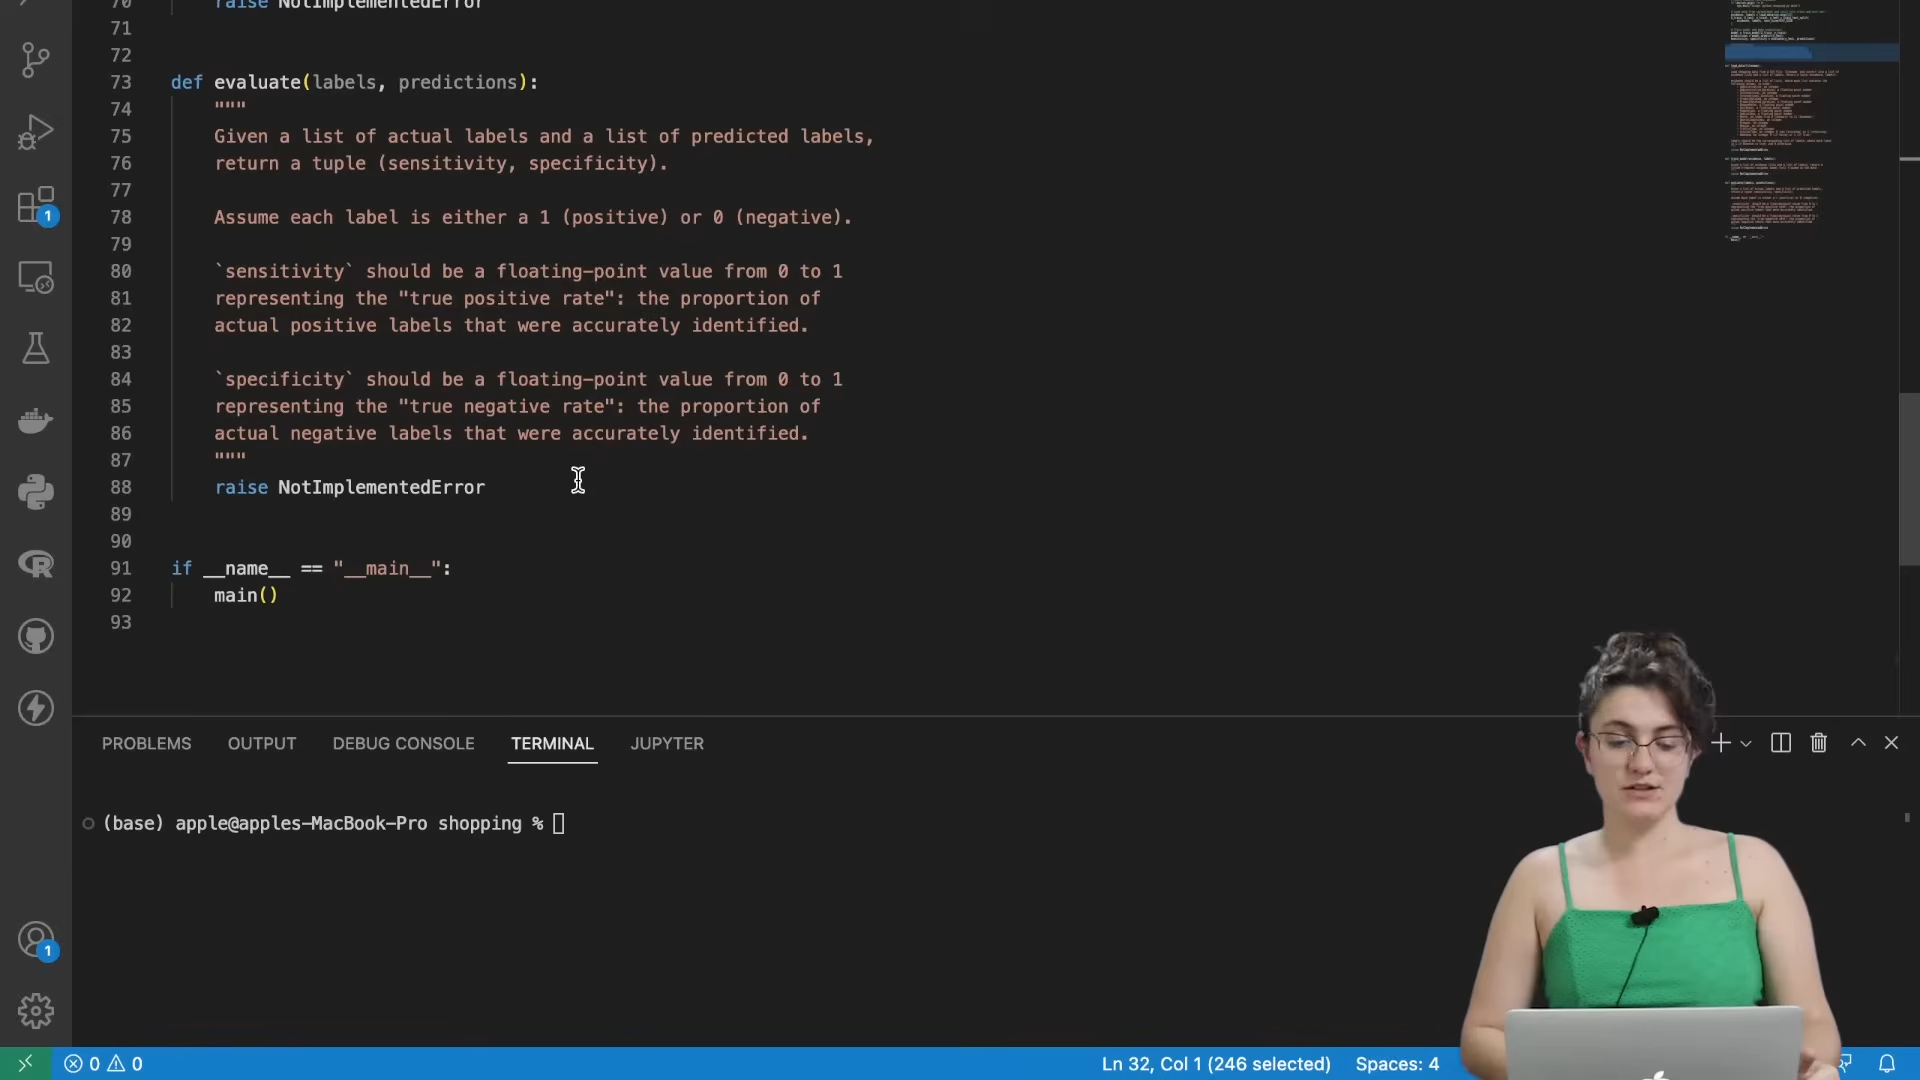 70 raise NotImplementedError
71
72
73 def evaluate(labels, predictions):
74 """
75 Given a list of actual labels and a list of predicted labels,
76 return a tuple (sensitivity, specificity).
77
78 Assume each label is either a 1 (positive) or 0 (negative).
79
80 `sensitivity` should be a floating-point value from 0 to 1
81 representing the "true positive rate": the proportion of
82 actual positive labels that were accurately identified.
83
84 `specificity` should be a floating-point value from 0 to 1
85 representing the "true negative rate": the proportion of
86 actual negative labels that were accurately identified.
87 """
88 raise NotImplementedError
89
90
91 if __name__ == "__main__":
92 main()
93
1
PROBLEMS OUTPUT DEBUG CONSOLE TERMINAL JUPYTER
(base) apple@apples-MacBook-Pro shopping %
1
0 0 Ln 32, Col 1 (246 selected) Spaces: 4